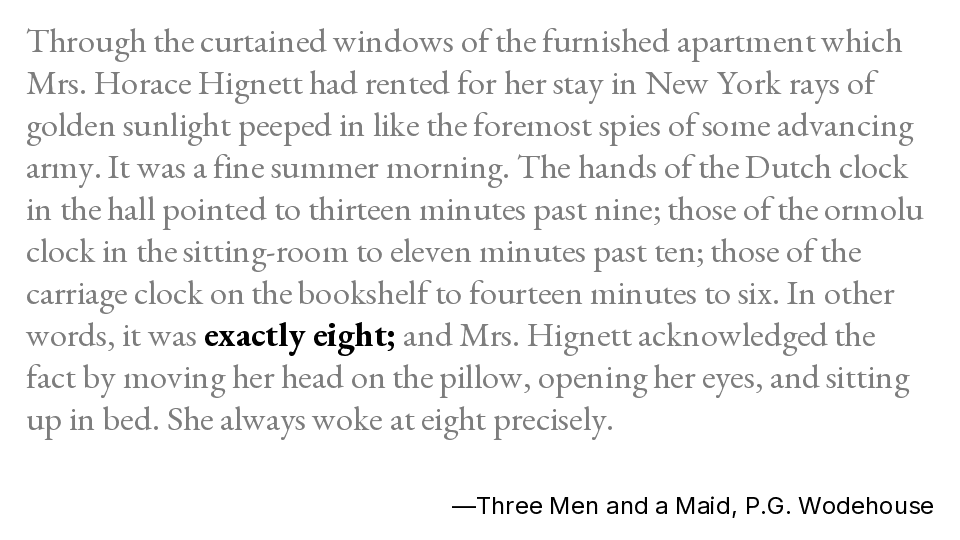 Through the curtained windows of the furnished apartment which
Mrs. Horace Hignett had rented for her stay in New York rays of
golden sunlight peeped in like the foremost spies of some advancing
army. It was a fine summer morning. The hands of the Dutch clock
in the hall pointed to thirteen minutes past nine; those of the ormolu
clock in the sitting-room to eleven minutes past ten; those of the
carriage clock on the bookshelf to fourteen minutes to six. In other
words, it was exactly eight; and Mrs. Hignett acknowledged the
fact by moving her head on the pillow, opening her eyes, and sitting
up in bed. She always woke at eight precisely.
—Three Men and a Maid, P.G. Wodehouse